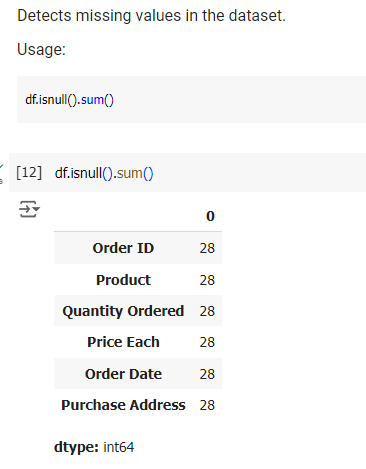 Detects missing values in the dataset.
Usage:
df.isnull().sum()
[12] df.isnull().sum()
0
Order ID 28
Product 28
Quantity Ordered 28
Price Each 28
Order Date 28
Purchase Address 28
dtype: int64